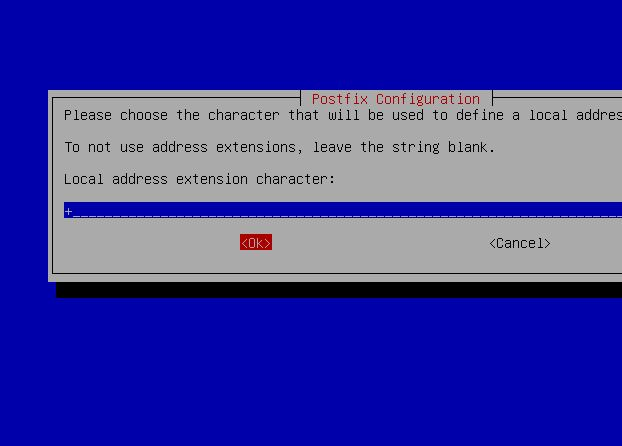 Postfix Configuration
Please choose the character that will be used to define a local
To not use address extensions, leave the string blank.
Local address extension character:
+
<Ok> <Cancel>